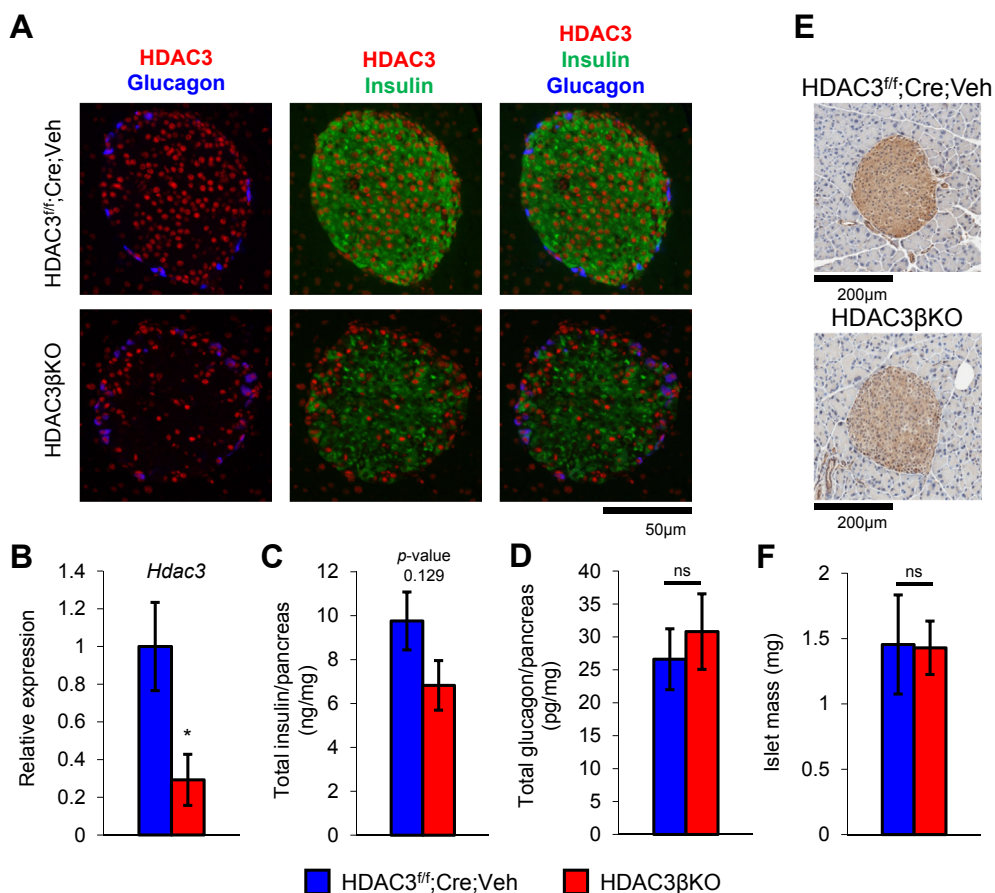 A
HDAC3
Glucagon
HDAC3
Insulin
HDAC3
Insulin
Glucagon
HDAC3f/f;Cre;Veh
HDAC3βKO
50μm
E
HDAC3f/f;Cre;Veh
200μm
HDAC3βKO
200μm
B
Hdac3
Relative expression
1.4
1.2
1
0.8
0.6
0.4
0.2
0
*
C
p-value
0.129
Total insulin/pancreas
(ng/mg)
12
10
8
6
4
2
0
D
ns
Total glucagon/pancreas
(pg/mg)
40
35
30
25
20
15
10
5
0
F
ns
Islet mass (mg)
2
1.5
1
0.5
0
HDAC3f/f;Cre;Veh
HDAC3βKO